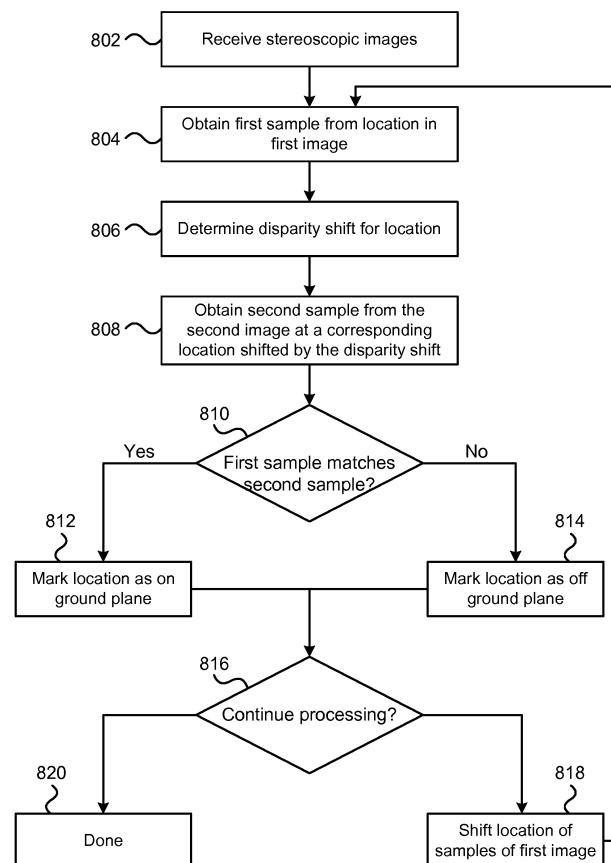 802
Receive stereoscopic images
804
Obtain first sample from location in
first image
806
Determine disparity shift for location
808
Obtain second sample from the
second image at a corresponding
location shifted by the disparity shift
810
Yes
No
First sample matches
second sample?
812
814
Mark location as on
ground plane
Mark location as off
ground plane
816
Continue processing?
820
818
Done
Shift location of
samples of first image